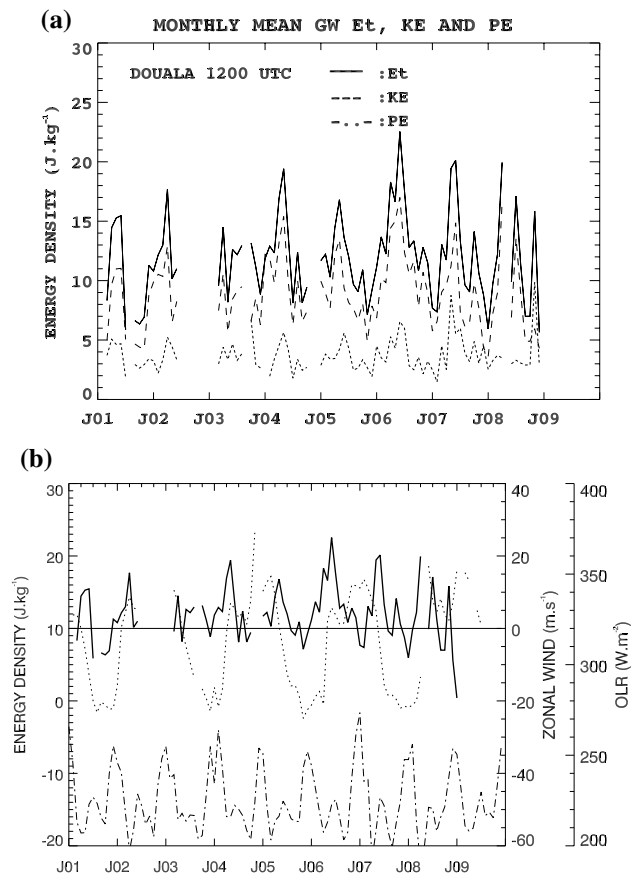 (a)
MONTHLY MEAN GW Et, KE AND PE
DOUALA 1200 UTC
:Et
:KE
:PE
ENERGY DENSITY (J.kg⁻¹)
30
25
20
15
10
5
0
J01 J02 J03 J04 J05 J06 J07 J08 J09
(b)
ENERGY DENSITY (J.kg⁻¹)
30
20
10
0
-10
-20
40
20
0
-20
-40
-60
ZONAL WIND (m.s⁻¹)
400
350
300
250
200
OLR (W.m⁻²)
J01 J02 J03 J04 J05 J06 J07 J08 J09